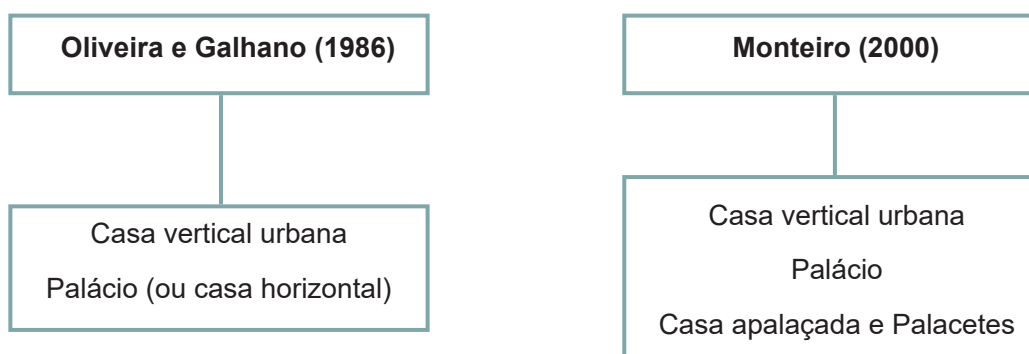 Oliveira e Galhano (1986)
Casa vertical urbana
Palácio (ou casa horizontal)
Monteiro (2000)
Casa vertical urbana
Palácio
Casa apalaçada e Palacetes